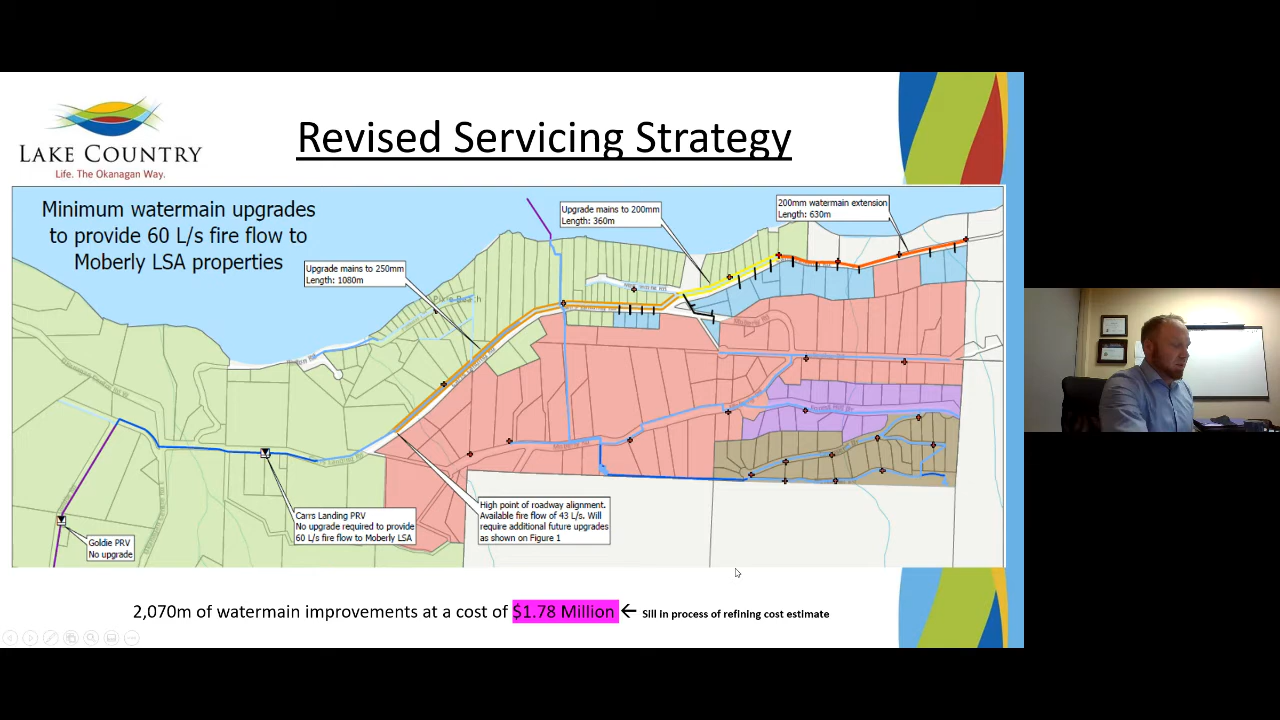 LAKE COUNTRY
Life. The Okanagan Way.
Revised Servicing Strategy
Minimum watermain upgrades
to provide 60 L/s fire flow to
Moberly LSA properties
Upgrade mains to 250mm
Length: 1080m
Upgrade mains to 200mm
Length: 360m
200mm watermain extension
Length: 630m
Carrs Landing PRV
No upgrade required to provide
60 L/s fire flow to Moberly LSA
High point of roadway alignment.
Available fire flow of 43 L/s. Will
require additional future upgrades
as shown on Figure 1
Goldie PRV
No upgrade
2,070m of watermain improvements at a cost of $1.78 Million ← Sill in process of refining cost estimate